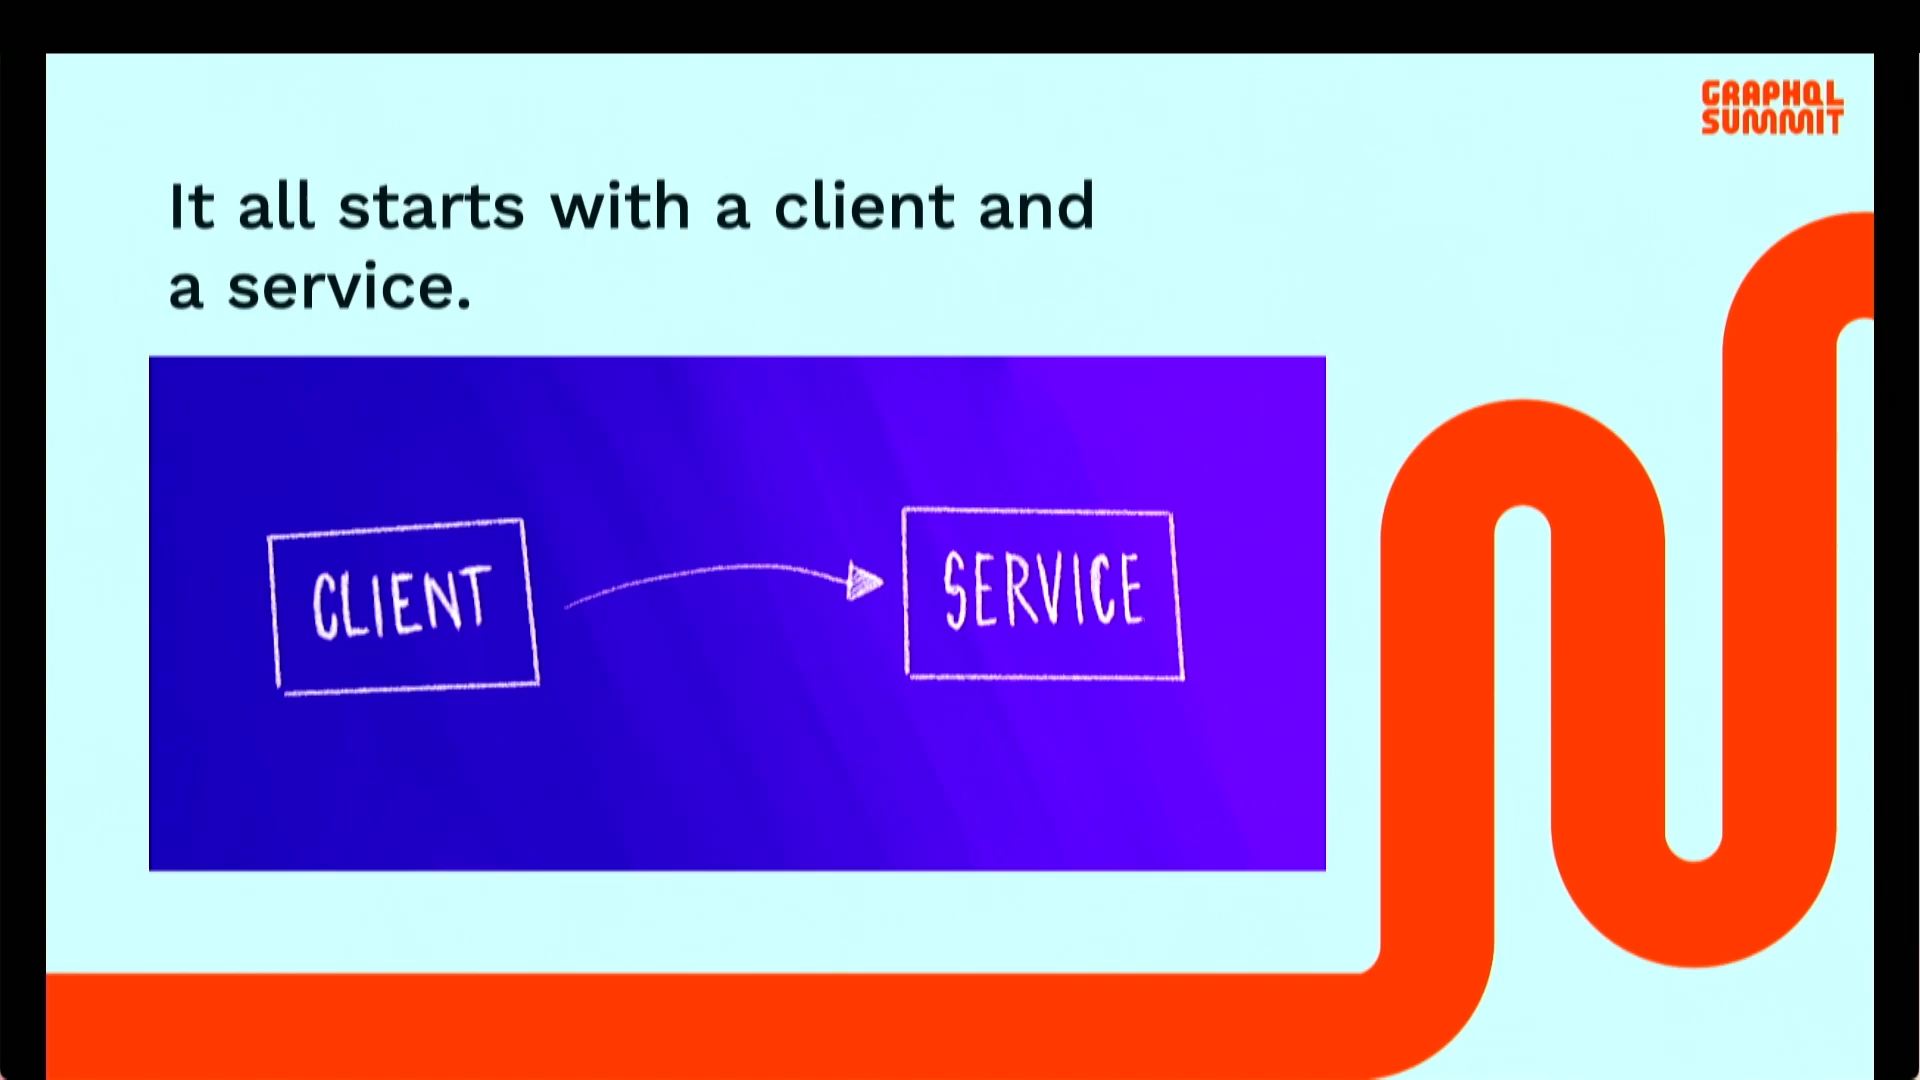 GRAPHQL
SUMMIT
It all starts with a client and
a service.
CLIENT
SERVICE